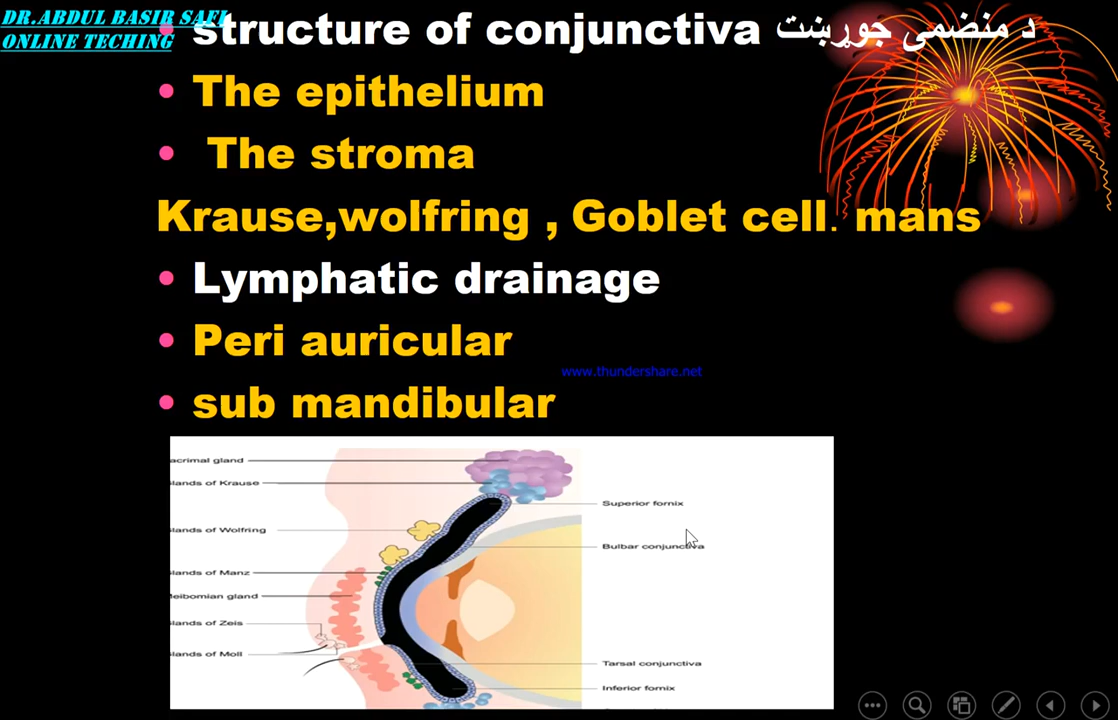 DR.ABDUL BASIR SAFI
ONLINE TECHING
structure of conjunctiva د منضمی جوړښت
The epithelium
The stroma
Krause,wolfring , Goblet cell. mans
Lymphatic drainage
Peri auricular
www.thundershare.net
sub mandibular
acrimal gland
lands of Krause
Superior fornix
lands of Wolfring
Bulbar conjunctiva
lands of Manz
Meibomian gland
lands of Zeis
lands of Moll
Tarsal conjunctiva
Inferior fornix